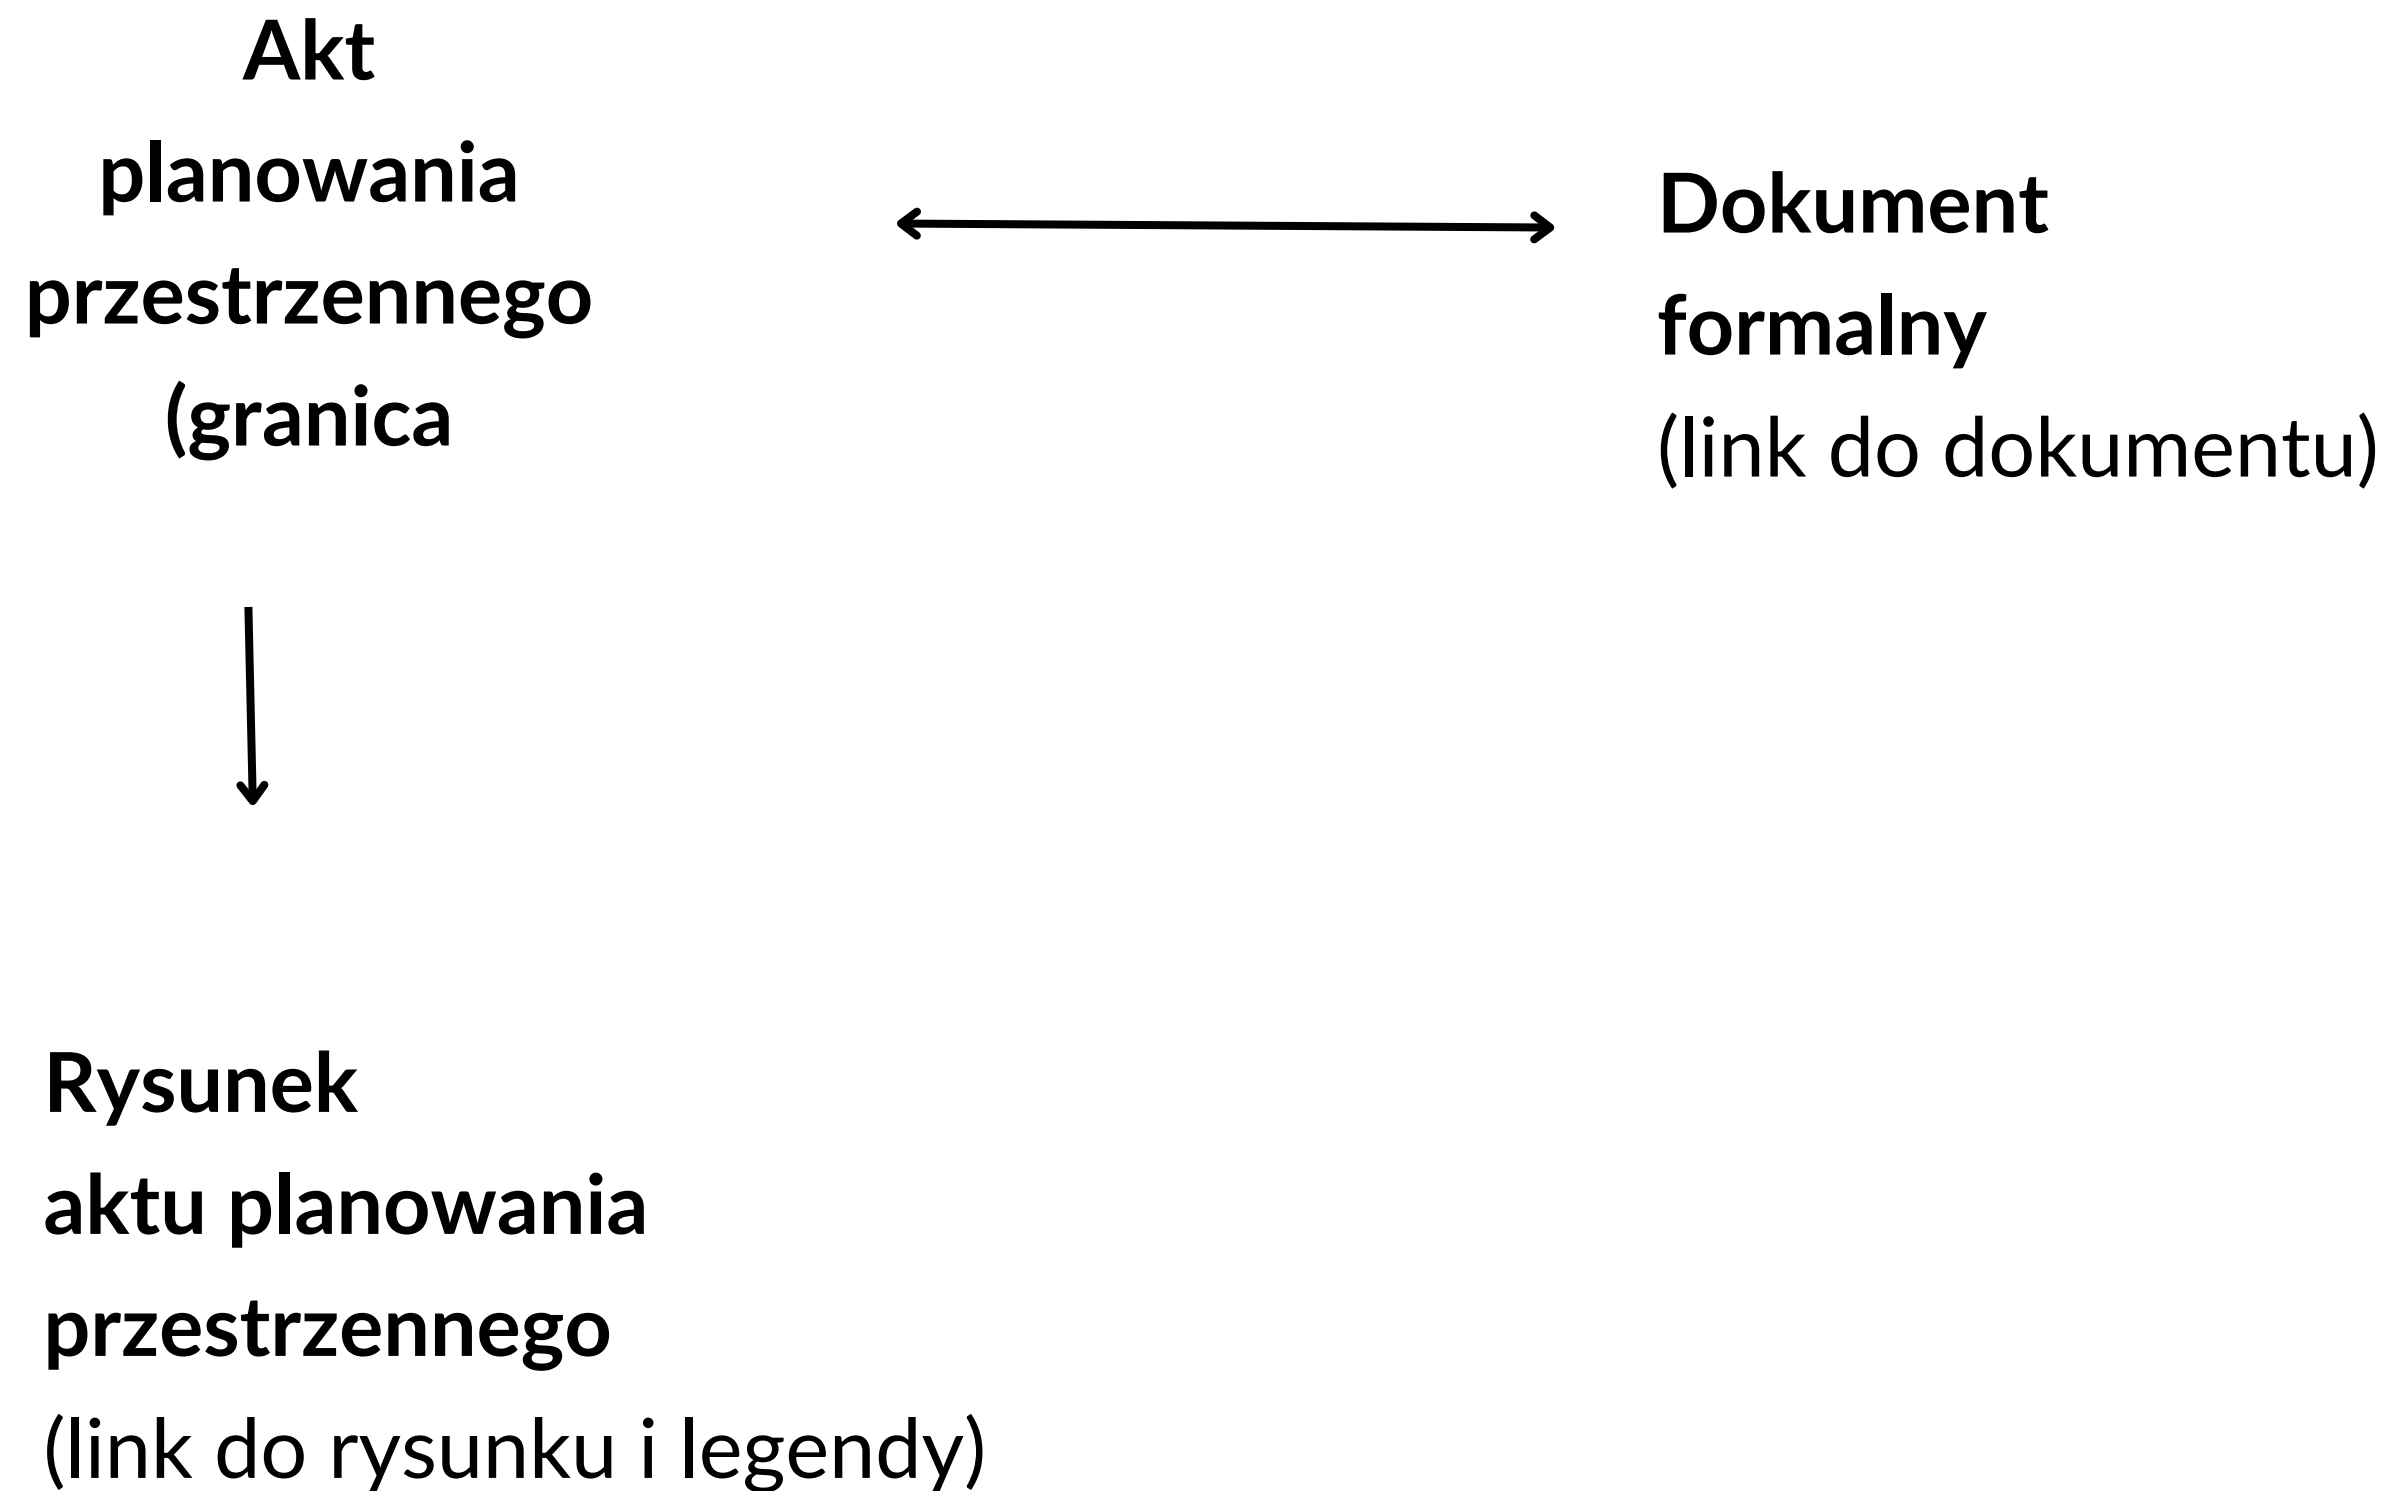 Akt
planowania
przestrzennego
(granica
Dokument
formalny
(link do dokumentu)
Rysunek
aktu planowania
przestrzennego
(link do rysunku i legendy)